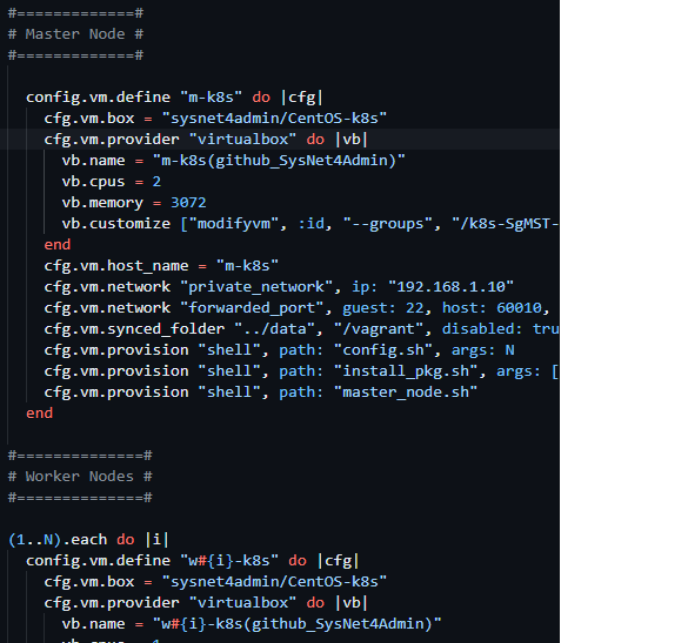 #=============#
# Master Node #
#=============#
config.vm.define "m-k8s" do |cfg|
cfg.vm.box = "sysnet4admin/CentOS-k8s"
cfg.vm.provider "virtualbox" do |vb|
vb.name = "m-k8s(github_SysNet4Admin)"
vb.cpus = 2
vb.memory = 3072
vb.customize ["modifyvm", :id, "--groups", "/k8s-SgMST-
end
cfg.vm.host_name = "m-k8s"
cfg.vm.network "private_network", ip: "192.168.1.10"
cfg.vm.network "forwarded_port", guest: 22, host: 60010,
cfg.vm.synced_folder "../data", "/vagrant", disabled: tru
cfg.vm.provision "shell", path: "config.sh", args: N
cfg.vm.provision "shell", path: "install_pkg.sh", args: [
cfg.vm.provision "shell", path: "master_node.sh"
end
#==============#
# Worker Nodes #
#==============#
(1..N).each do |i|
config.vm.define "w#{i}-k8s" do |cfg|
cfg.vm.box = "sysnet4admin/CentOS-k8s"
cfg.vm.provider "virtualbox" do |vb|
vb.name = "w#{i}-k8s(github_SysNet4Admin)"